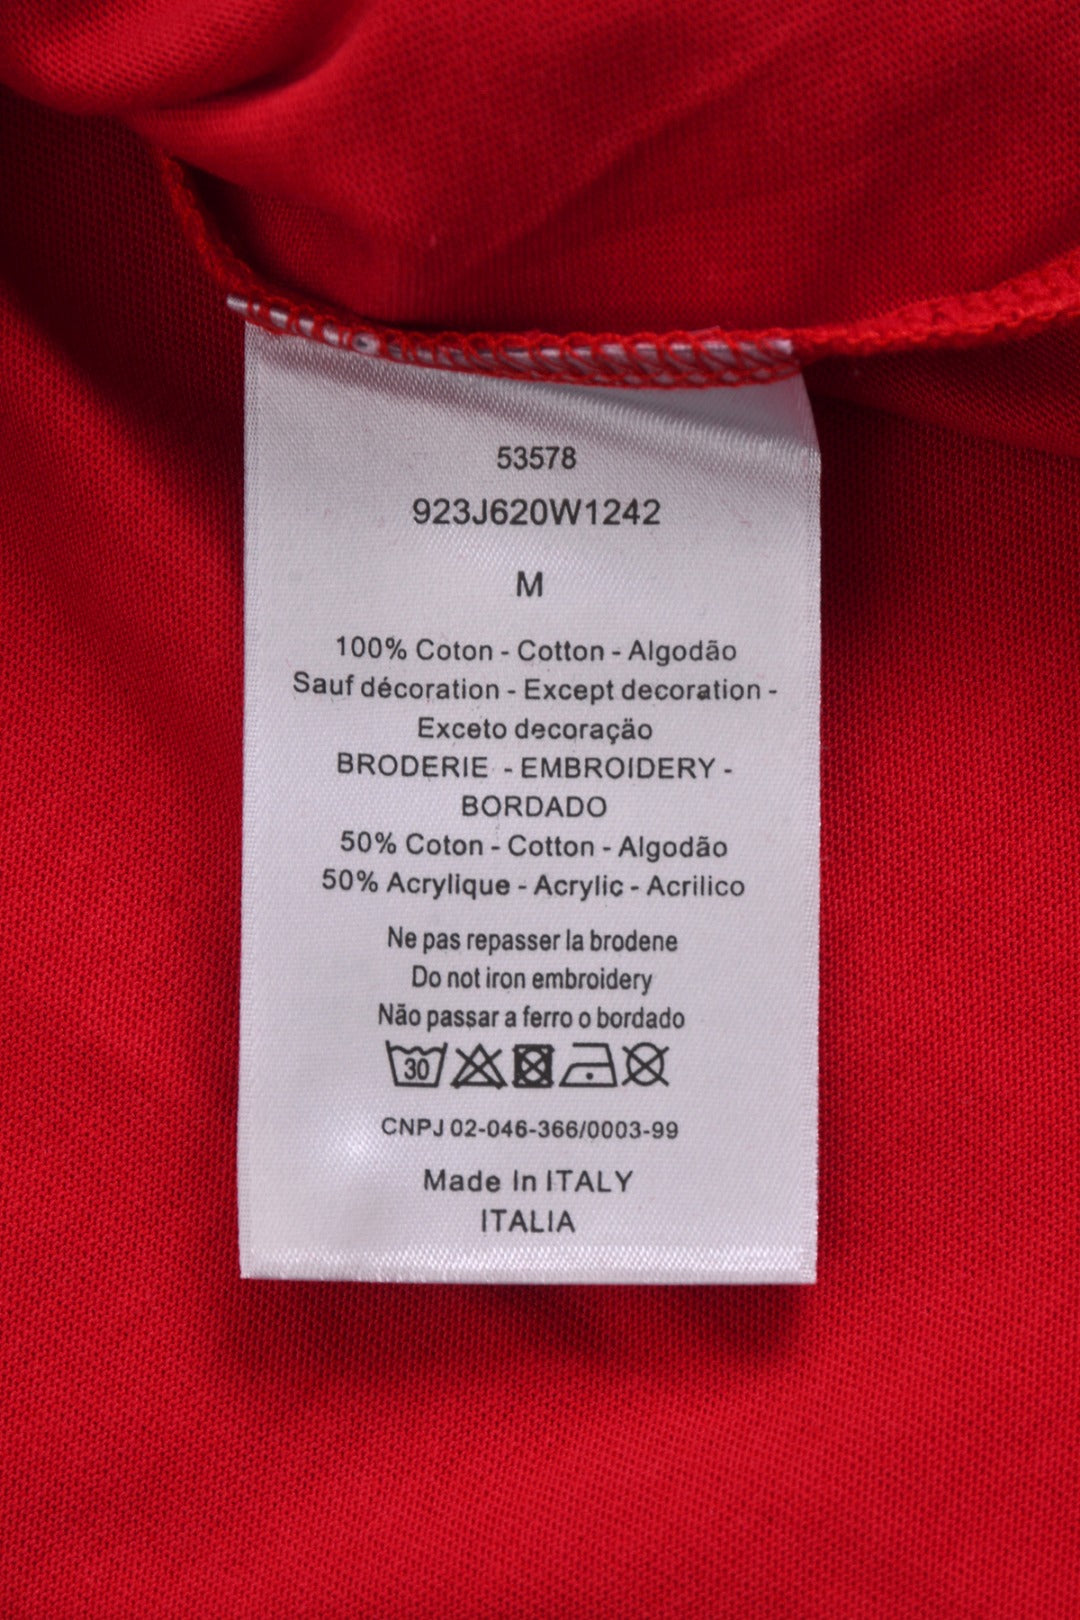 53578
923J620W1242
M
100% Coton - Cotton - Algodão
Sauf décoration - Except decoration -
Exceto decoração
BRODERIE - EMBROIDERY -
BORDADO
50% Coton - Cotton - Algodão
50% Acrylique - Acrylic - Acrilico
Ne pas repasser la brodene
Do not iron embroidery
Não passar a ferro o bordado
30
CNPJ 02-046-366/0003-99
Made In ITALY
ITALIA